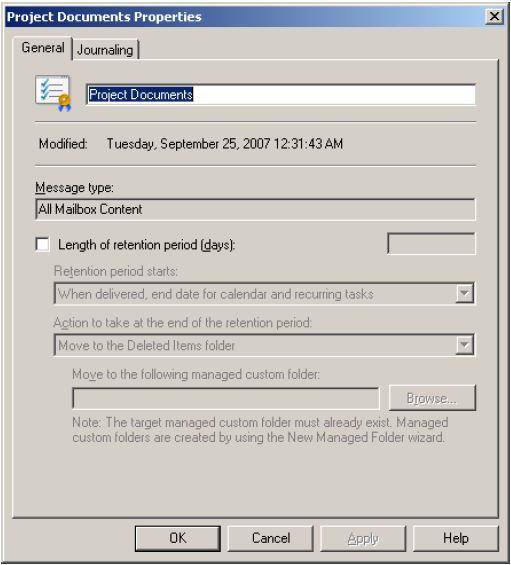 Project Documents Properties
General
Journaling
Project Documents
Modified: Tuesday, September 25, 2007 12:31:43 AM
Message type:
All Mailbox Content
Length of retention period (days):
Retention period starts:
When delivered, end date for calendar and recurring tasks
Action to take at the end of the retention period:
Move to the Deleted Items folder
Move to the following managed custom folder:
Browse...
Note: The target managed custom folder must already exist. Managed
custom folders are created by using the New Managed Folder wizard.
OK
Cancel
Apply
Help